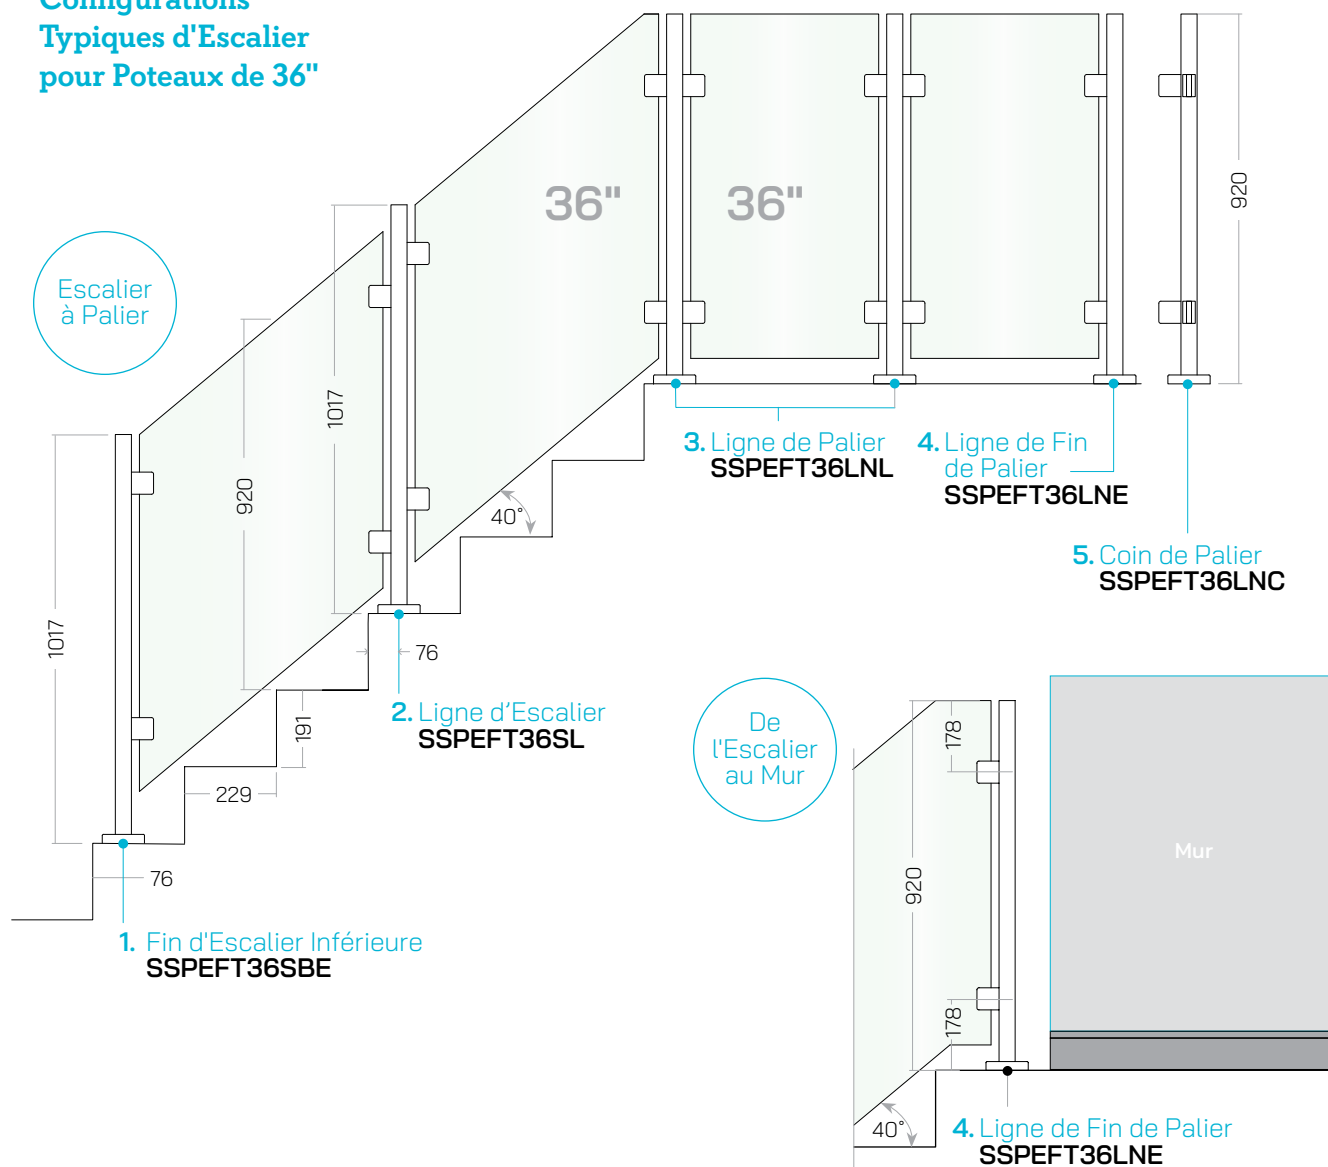 Configurations
Typiques d'Escalier
pour Poteaux de 36"
Escalier
à Palier
36"
36"
920
1017
920
1017
40°
76
191
229
76
3. Ligne de Palier
SSPEFT36LNL
4. Ligne de Fin
de Palier
SSPEFT36LNE
5. Coin de Palier
SSPEFT36LNC
2. Ligne d'Escalier
SSPEFT36SL
1. Fin d'Escalier Inférieure
SSPEFT36SBE
De
l'Escalier
au Mur
178
920
178
40°
Mur
4. Ligne de Fin de Palier
SSPEFT36LNE